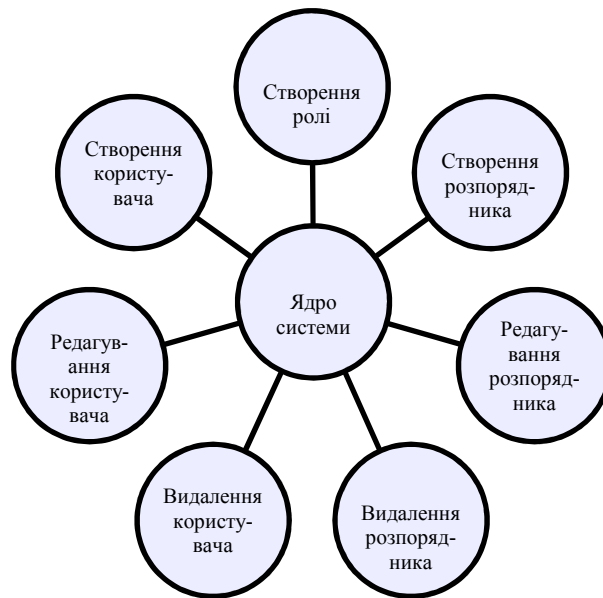 Створення
ролі
Створення
користу-
вача
Створення
розпоряд-
ника
Ядро
системи
Редагув-
ання
користу-
вача
Редагу-
вання
розпоряд-
ника
Видалення
користу-
вача
Видалення
розпоряд-
ника